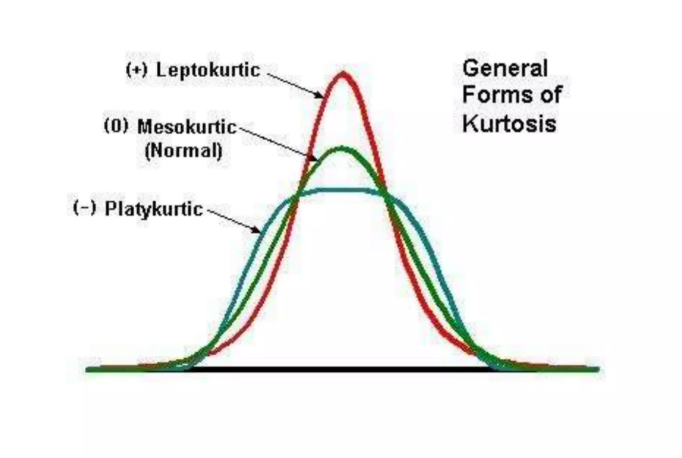 General
Forms of
Kurtosis
(+) Leptokurtic
(0) Mesokurtic
(Normal)
(-) Platykurtic